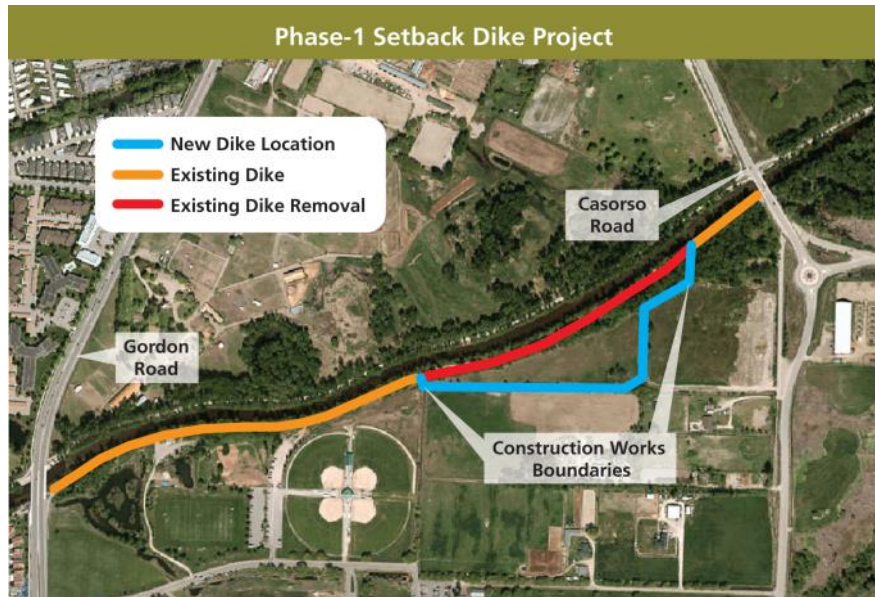 Phase-1 Setback Dike Project
New Dike Location
Existing Dike
Existing Dike Removal
Casorso
Road
Gordon
Road
Construction Works
Boundaries